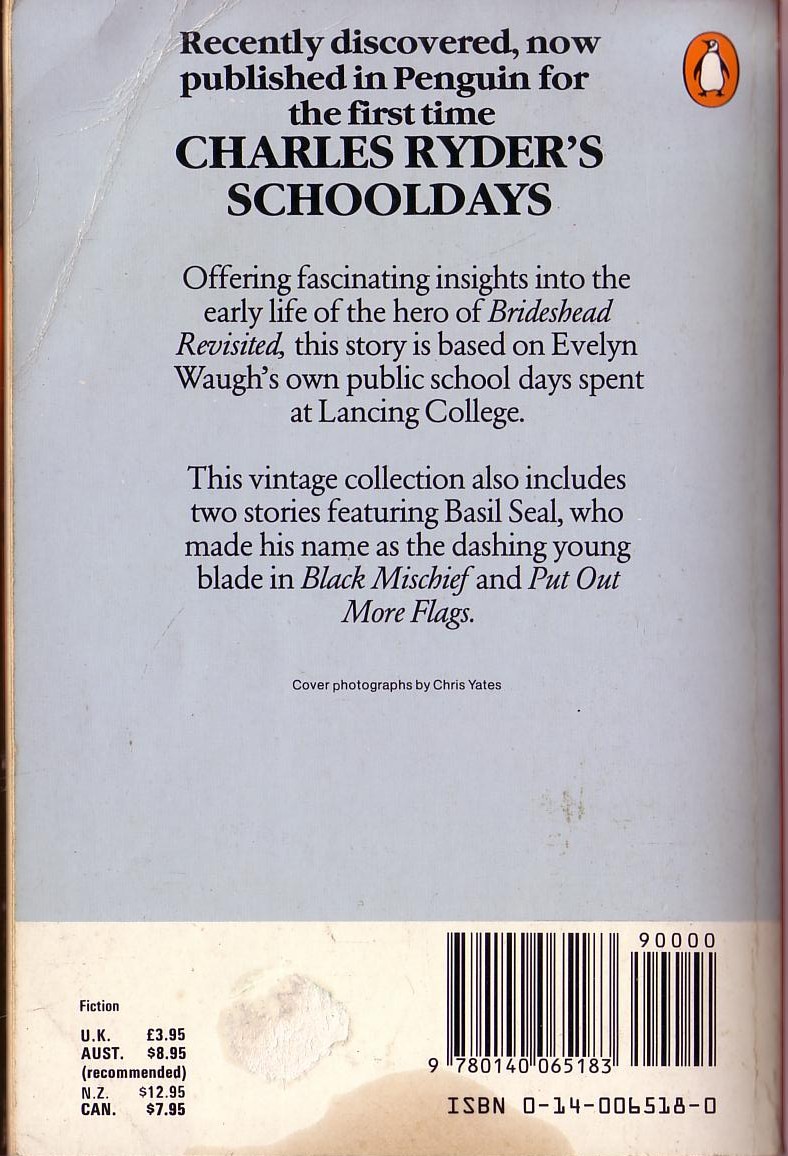 Recently discovered, now
published in Penguin for
the first time
CHARLES RYDER'S
SCHOOLDAYS
Offering fascinating insights into the
early life of the hero of Brideshead
Revisited, this story is based on Evelyn
Waugh's own public school days spent
at Lancing College.
This vintage collection also includes
two stories featuring Basil Seal, who
made his name as the dashing young
blade in Black Mischief and Put Out
More Flags.
Cover photographs by Chris Yates
Fiction
U.K. £3.95
AUST. $8.95
(recommended)
N.Z. $12.95
CAN. $7.95
90000
9 780140 065183
ISBN 0-14-006518-0